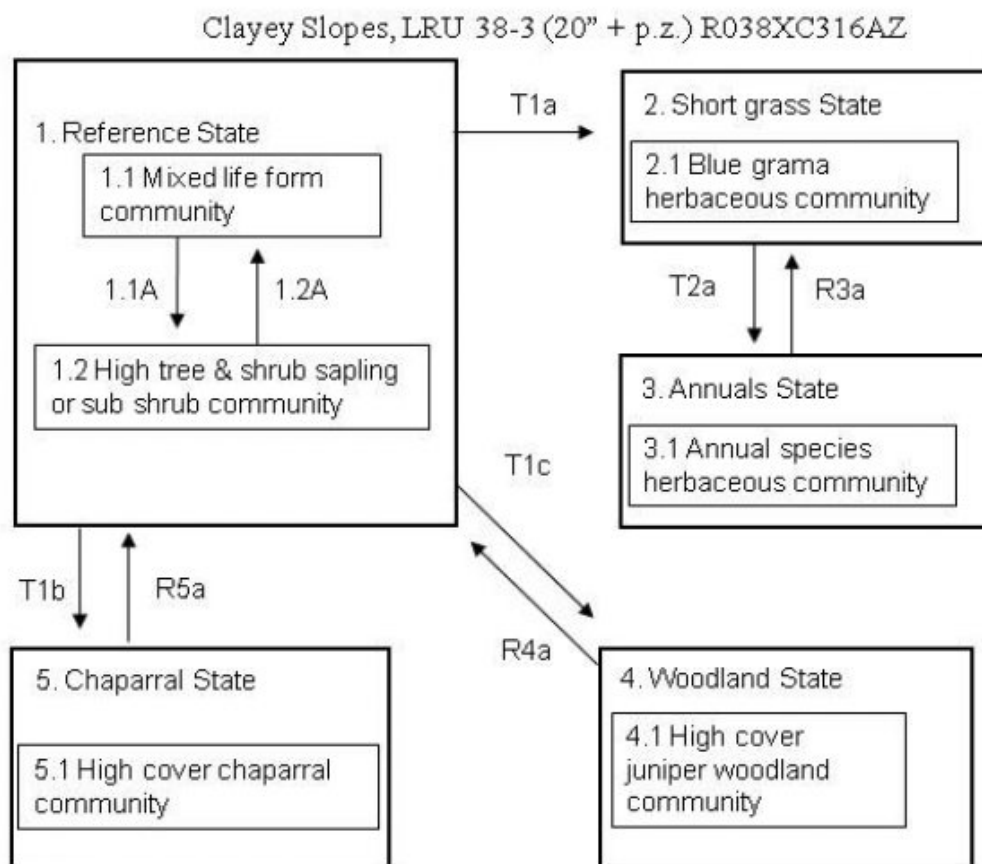 Clayey Slopes, LRU 38-3 (20” + p.z.) R038XC316AZ
1. Reference State
1.1 Mixed life form
community
1.1A
1.2A
1.2 High tree & shrub sapling
or sub shrub community
T1a
2. Short grass State
2.1 Blue grama
herbaceous community
T2a
R3a
3. Annuals State
3.1 Annual species
herbaceous community
T1c
R4a
T1b
R5a
5. Chaparral State
5.1 High cover chaparral
community
4. Woodland State
4.1 High cover
juniper woodland
community